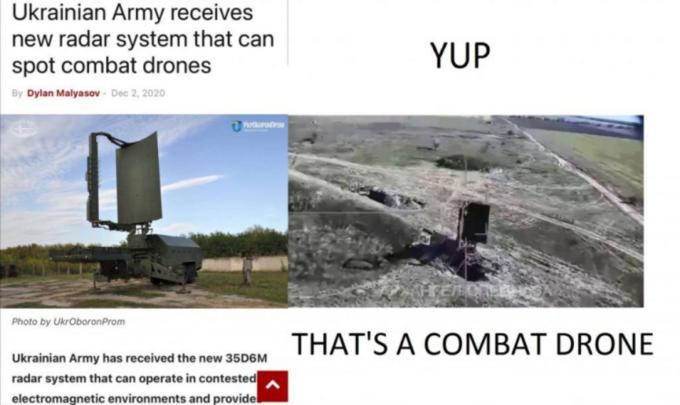 Ukrainian Army receives
new radar system that can
spot combat drones
By Dylan Malyasov - Dec 2, 2020
УкрОборонПром
Photo by UkrOboronProm
Ukrainian Army has received the new 35D6M
radar system that can operate in contested
electromagnetic environments and provide
YUP
THAT'S A COMBAT DRONE